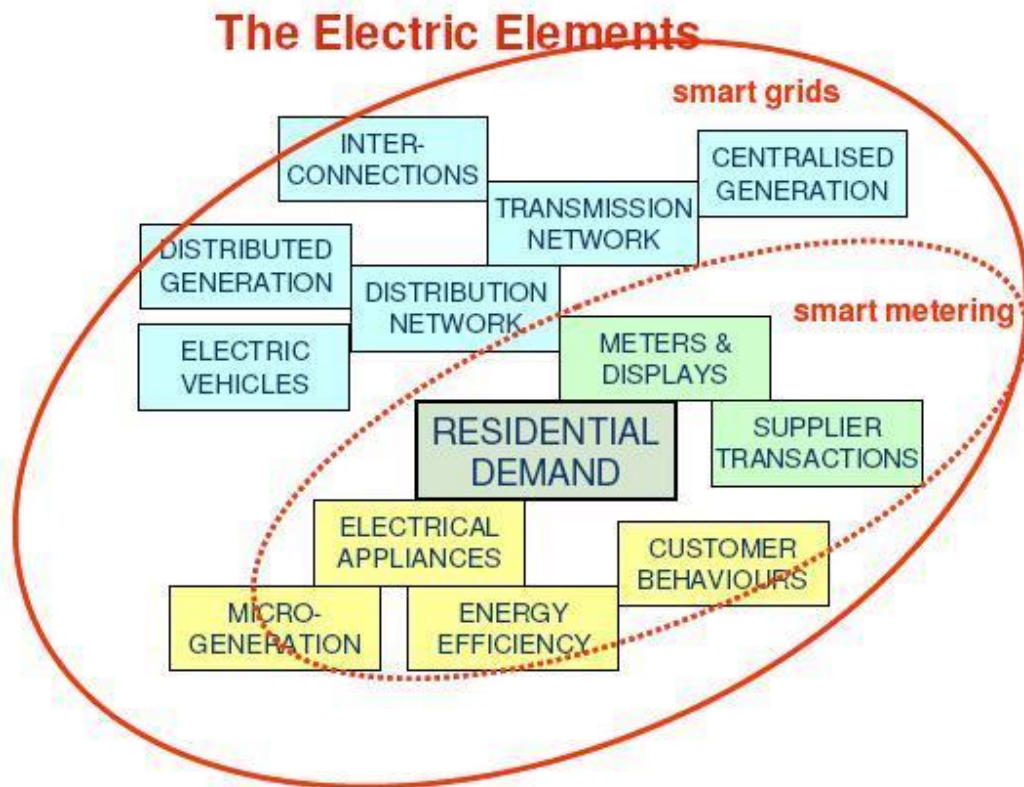 The Electric Elements
smart grids
INTER-
CONNECTIONS
CENTRALISED
GENERATION
TRANSMISSION
NETWORK
DISTRIBUTED
GENERATION
DISTRIBUTION
NETWORK
smart metering
ELECTRIC
VEHICLES
METERS &
DISPLAYS
RESIDENTIAL
DEMAND
SUPPLIER
TRANSACTIONS
ELECTRICAL
APPLIANCES
CUSTOMER
BEHAVIOURS
MICRO-
GENERATION
ENERGY
EFFICIENCY